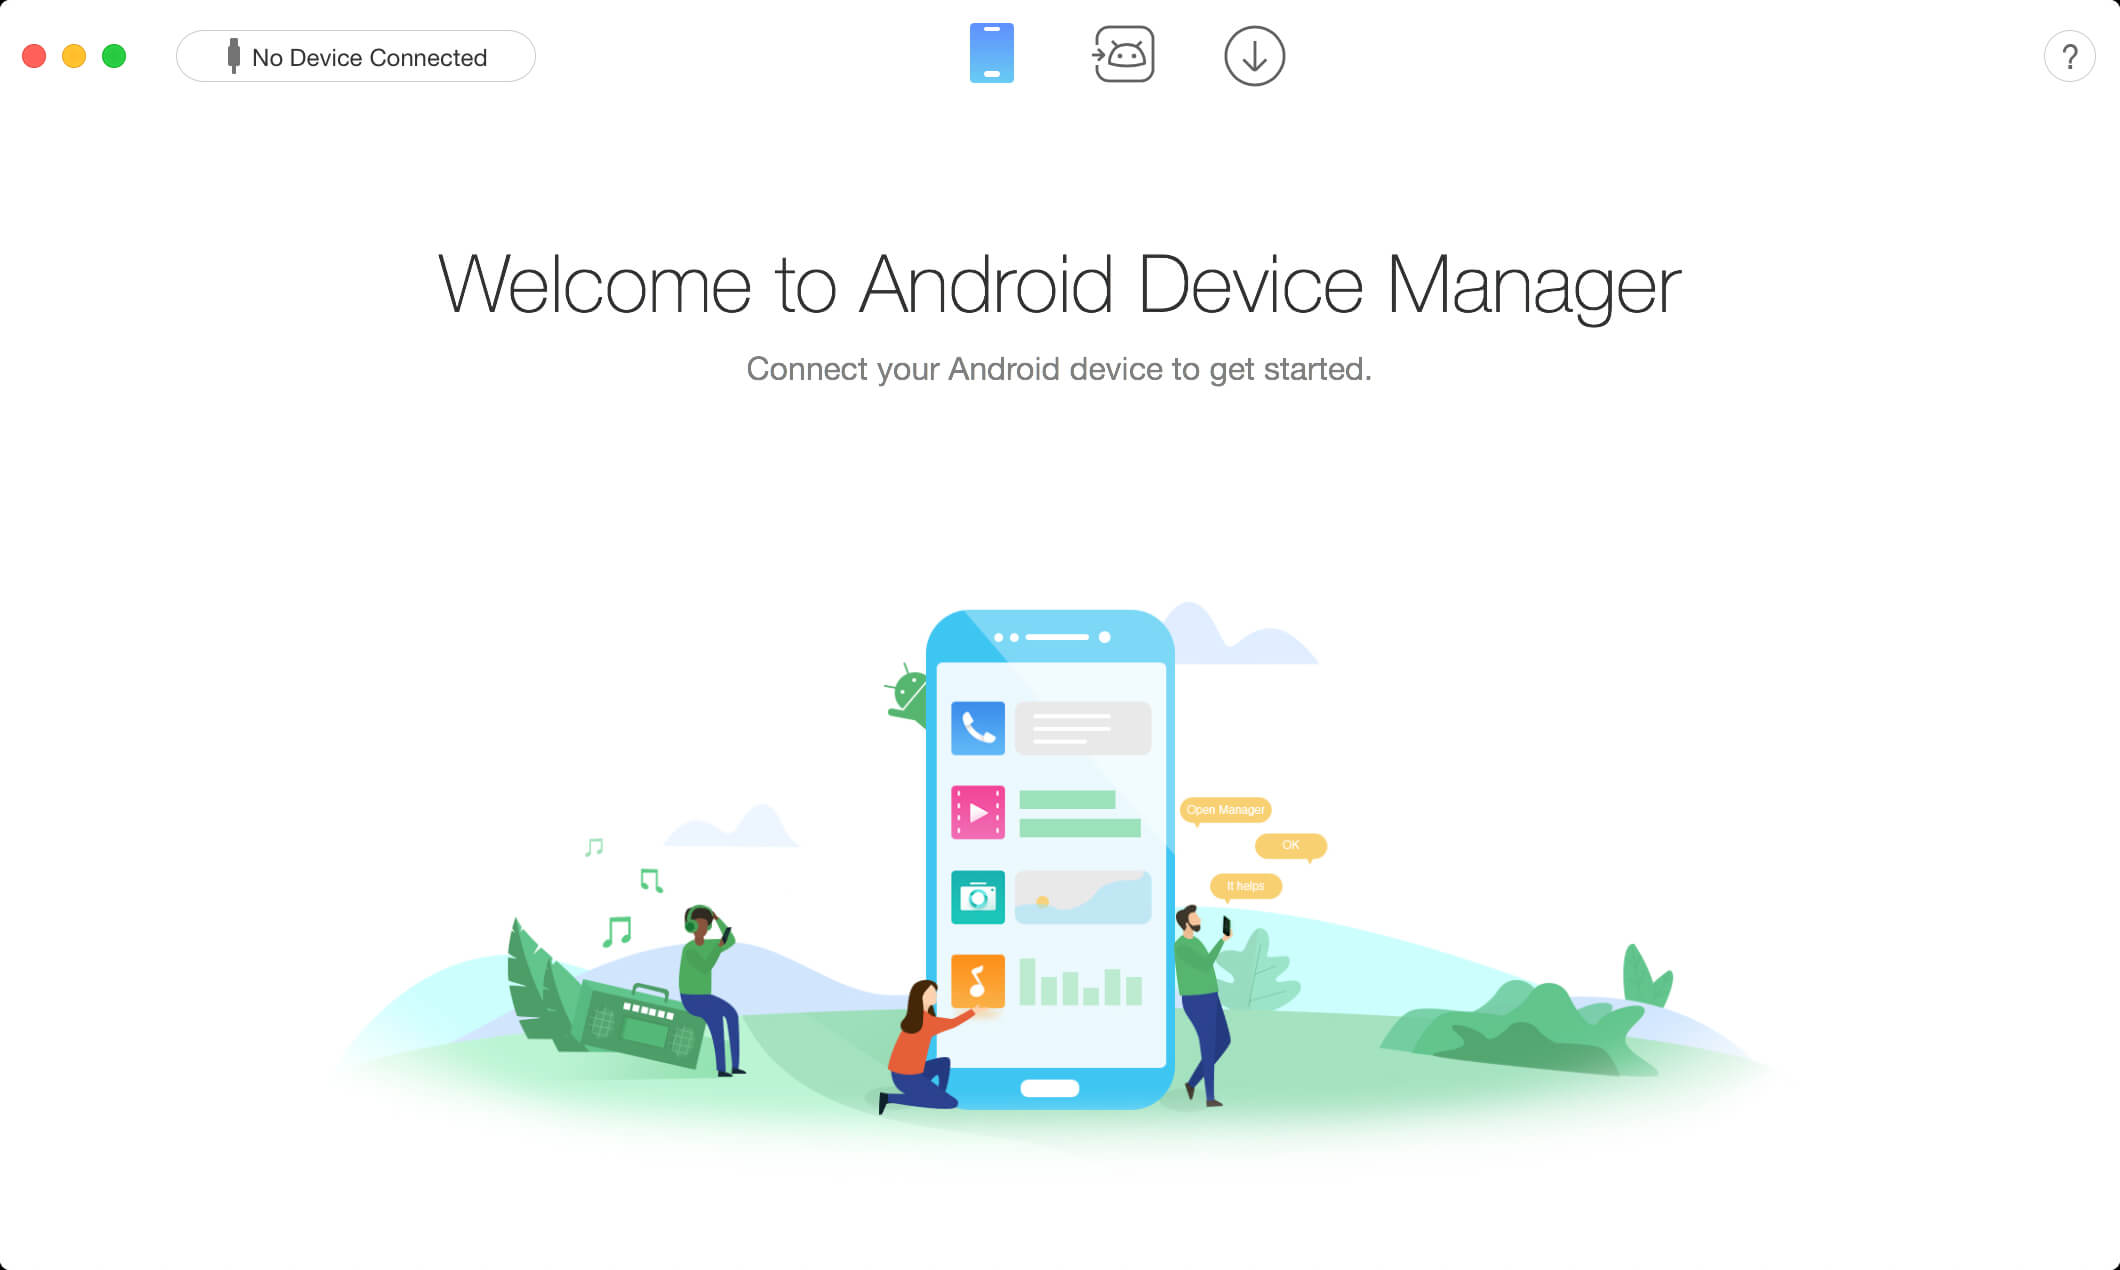 No Device Connected
?
Welcome to Android Device Manager
Connect your Android device to get started.
Open Manager
OK
It helps